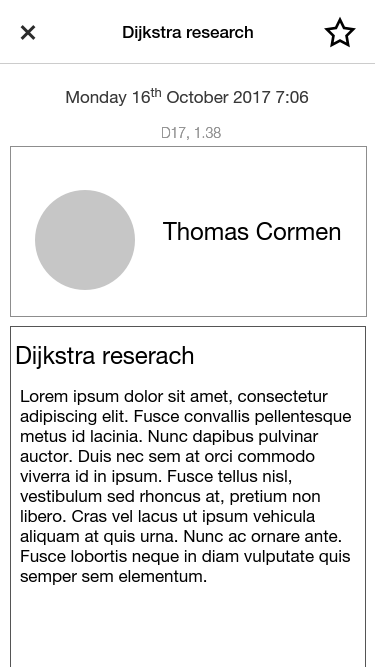 Dijkstra research
Monday 16th October 2017 7:06
D17, 1.38
Thomas Cormen
Dijkstra reserach
Lorem ipsum dolor sit amet, consectetur
adipiscing elit. Fusce convallis pellentesque
metus id lacinia. Nunc dapibus pulvinar
auctor. Duis nec sem at orci commodo
viverra id in ipsum. Fusce tellus nisl,
vestibulum sed rhoncus at, pretium non
libero. Cras vel lacus ut ipsum vehicula
aliquam at quis urna. Nunc ac ornare ante.
Fusce lobortis neque in diam vulputate quis
semper sem elementum.